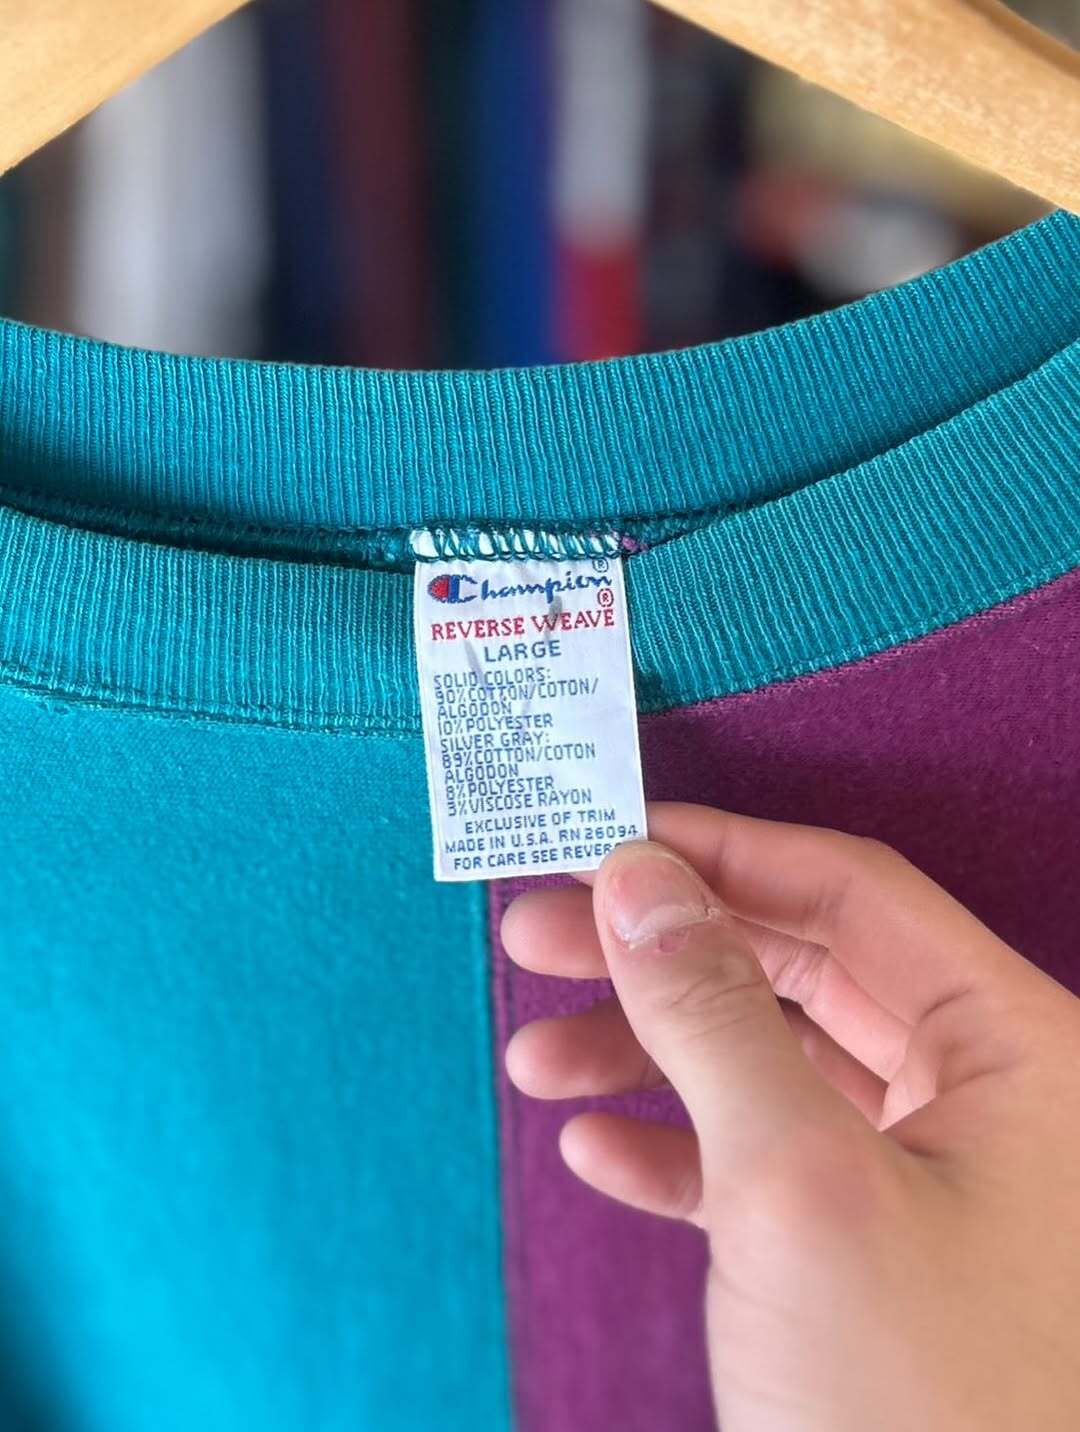 Champion®
REVERSE WEAVE®
LARGE
SOLID COLORS:
90%COTTON/COTON/
ALGODON
10%POLYESTER
SILVER GRAY:
89%COTTON/COTON
ALGODON
8%POLYESTER
3%VISCOSE RAYON
EXCLUSIVE OF TRIM
MADE IN U.S.A. RN 26094
FOR CARE SEE